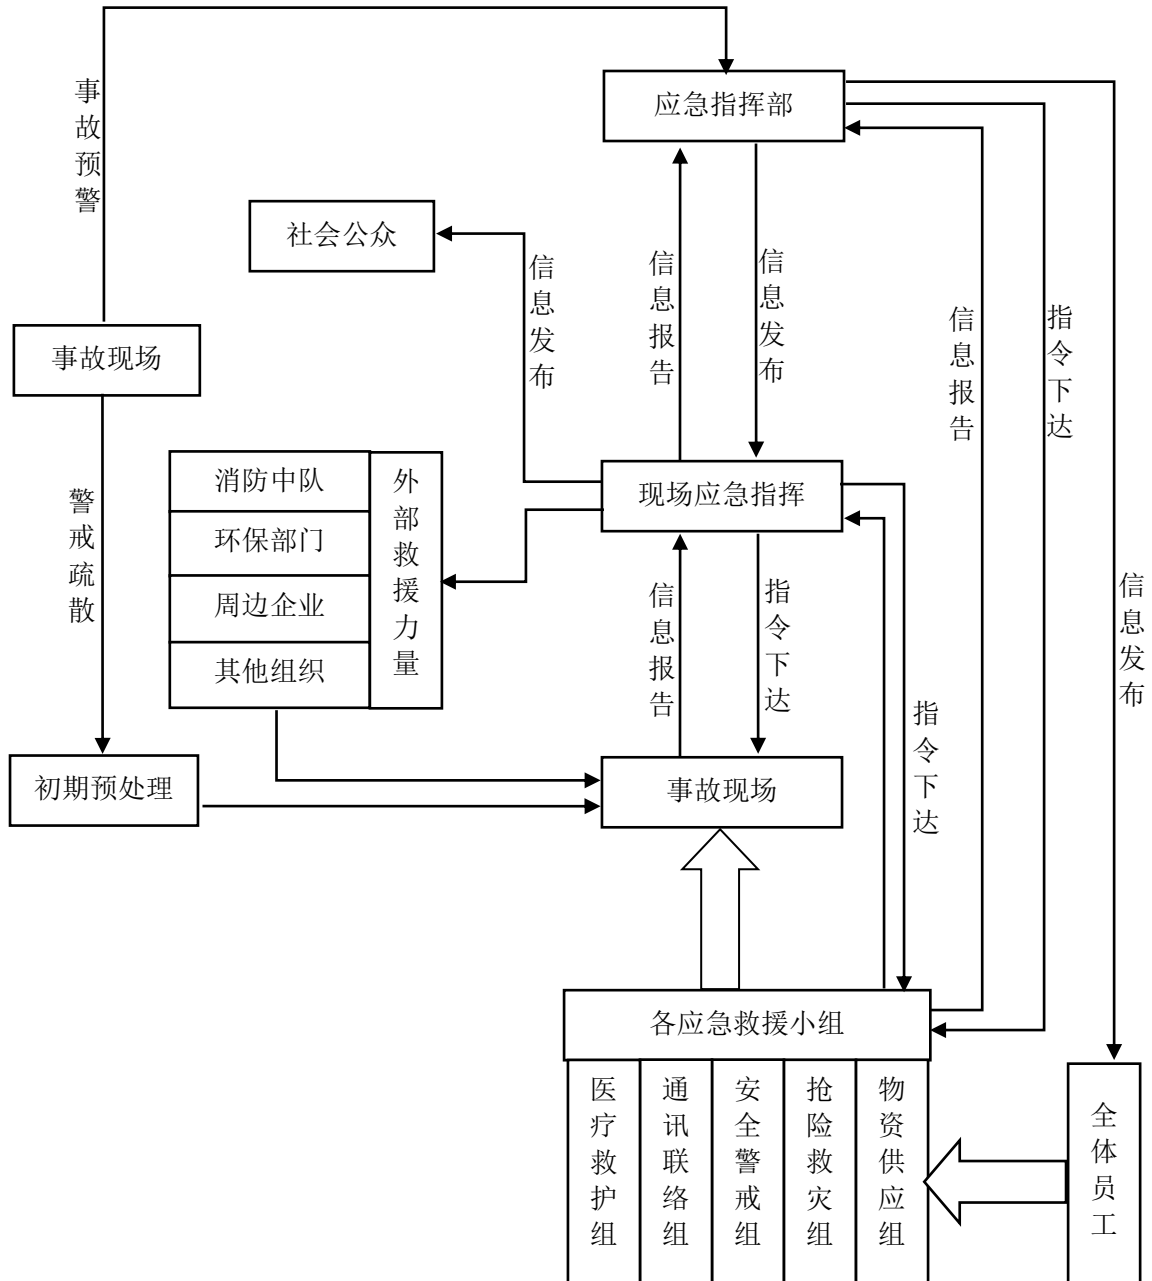 事故预警
应急指挥部
社会公众
信息发布
信息报告
信息发布
信息报告
指令下达
事故现场
消防中队
环保部门
周边企业
其他组织
外部救援力量
现场应急指挥
警戒疏散
信息报告
指令下达
信息发布
指令下达
初期预处理
事故现场
各应急救援小组
医疗救护组
通讯联络组
安全警戒组
抢险救灾组
物资供应组
全体员工